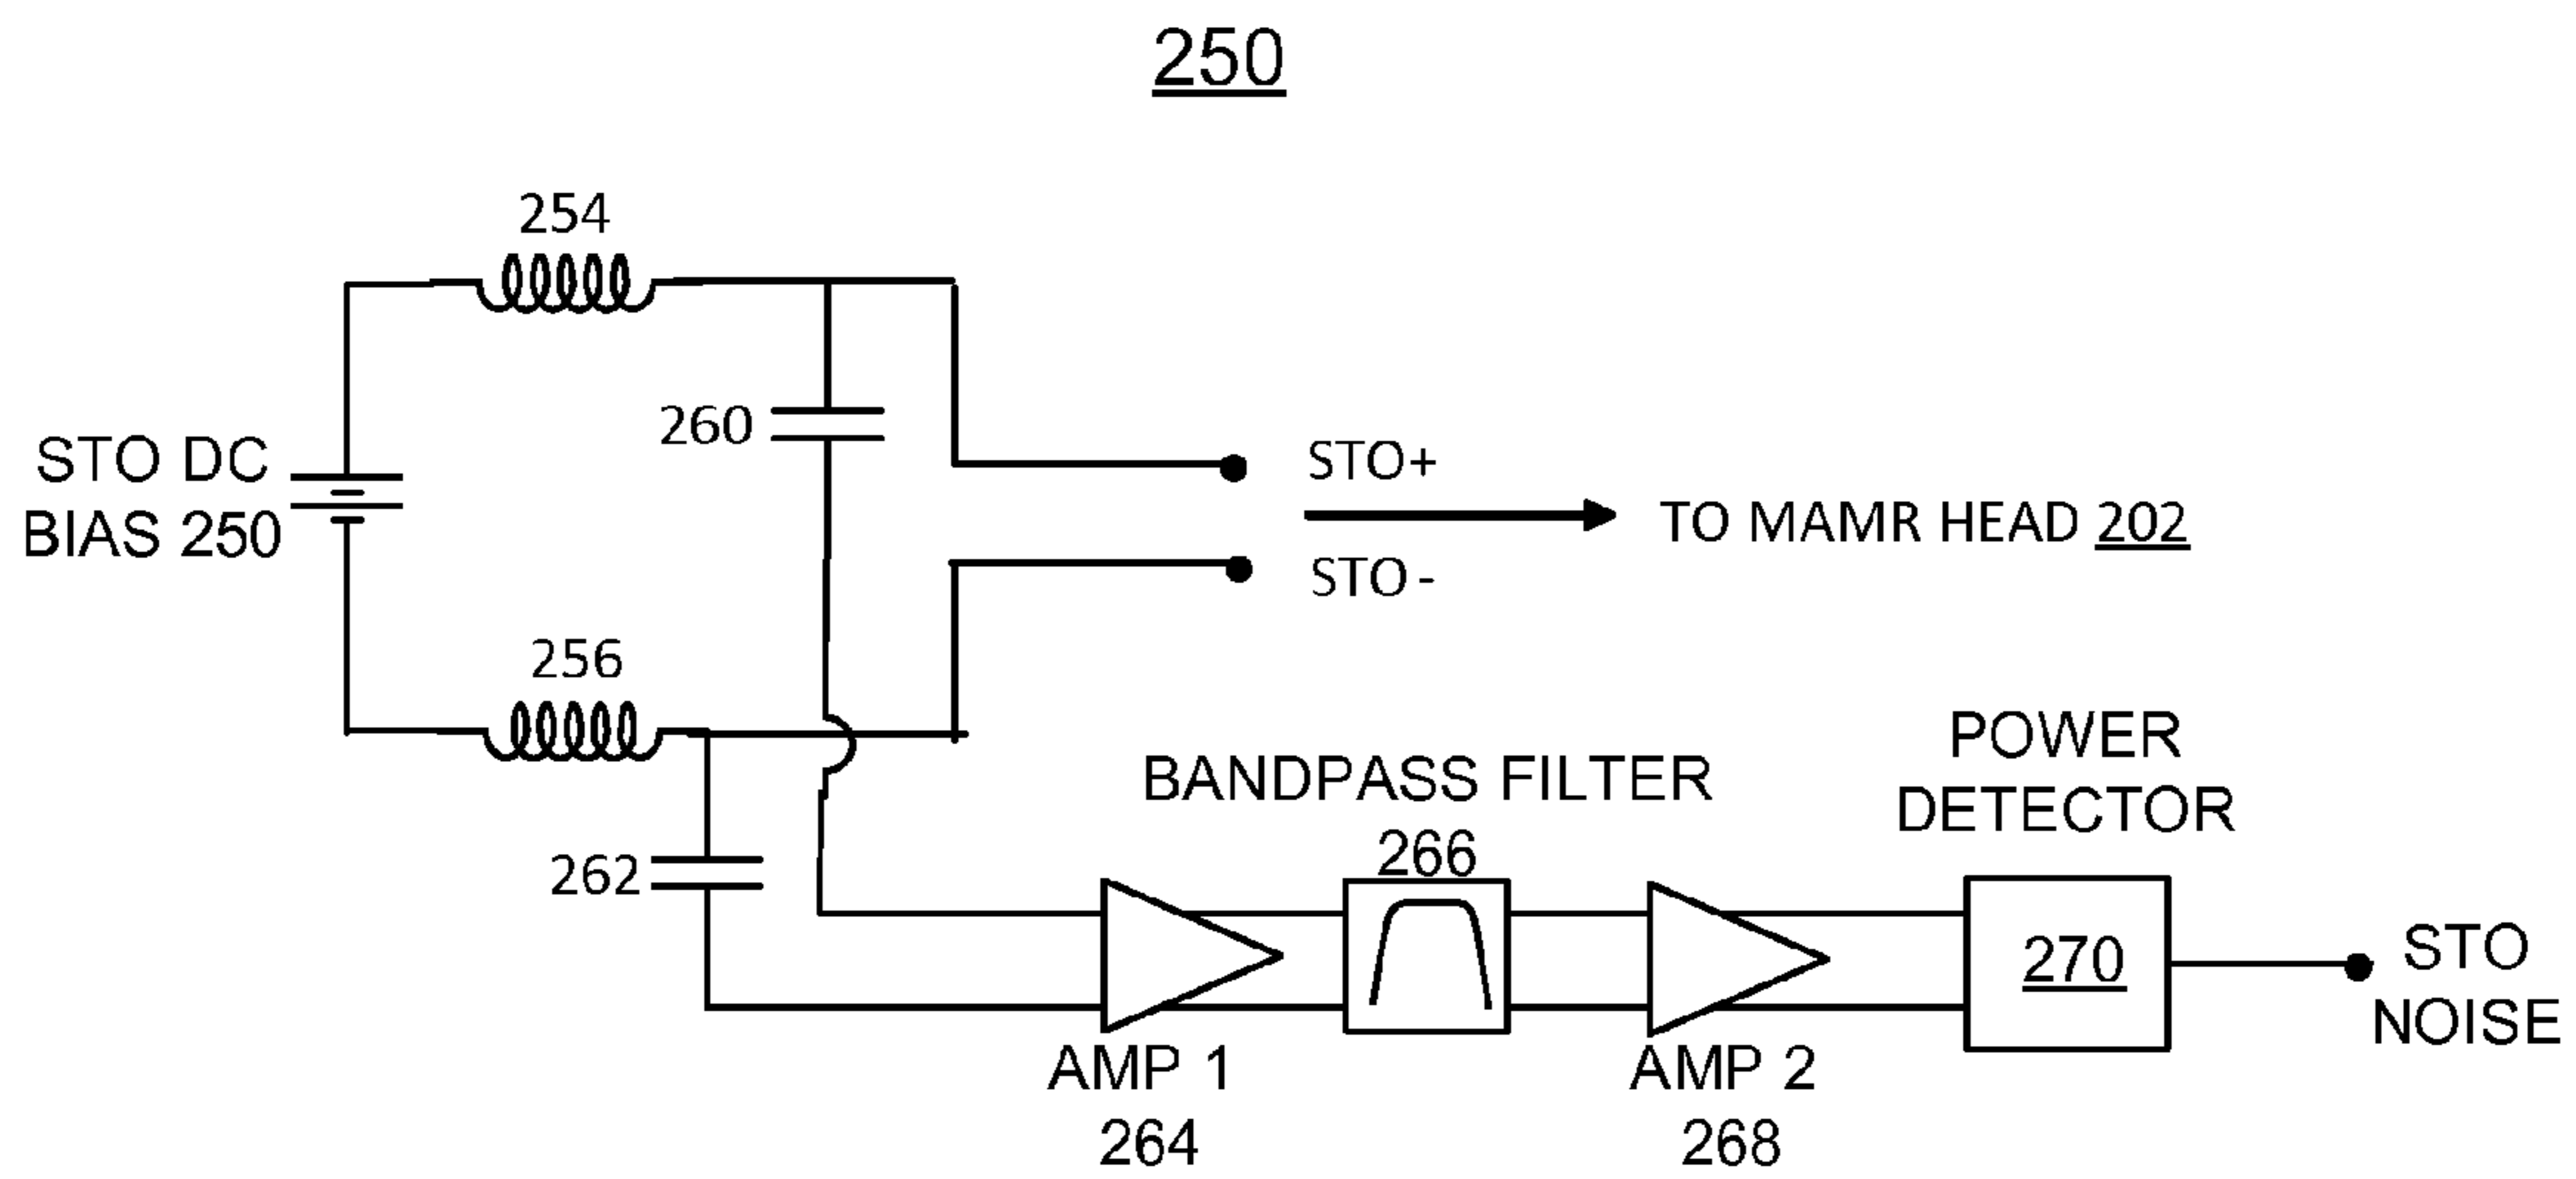 250
254
260
STO DC
BIAS 250
STO+
TO MAMR HEAD 202
STO -
256
262
BANDPASS FILTER
266
POWER
DETECTOR
270
STO
NOISE
AMP 1
264
AMP 2
268